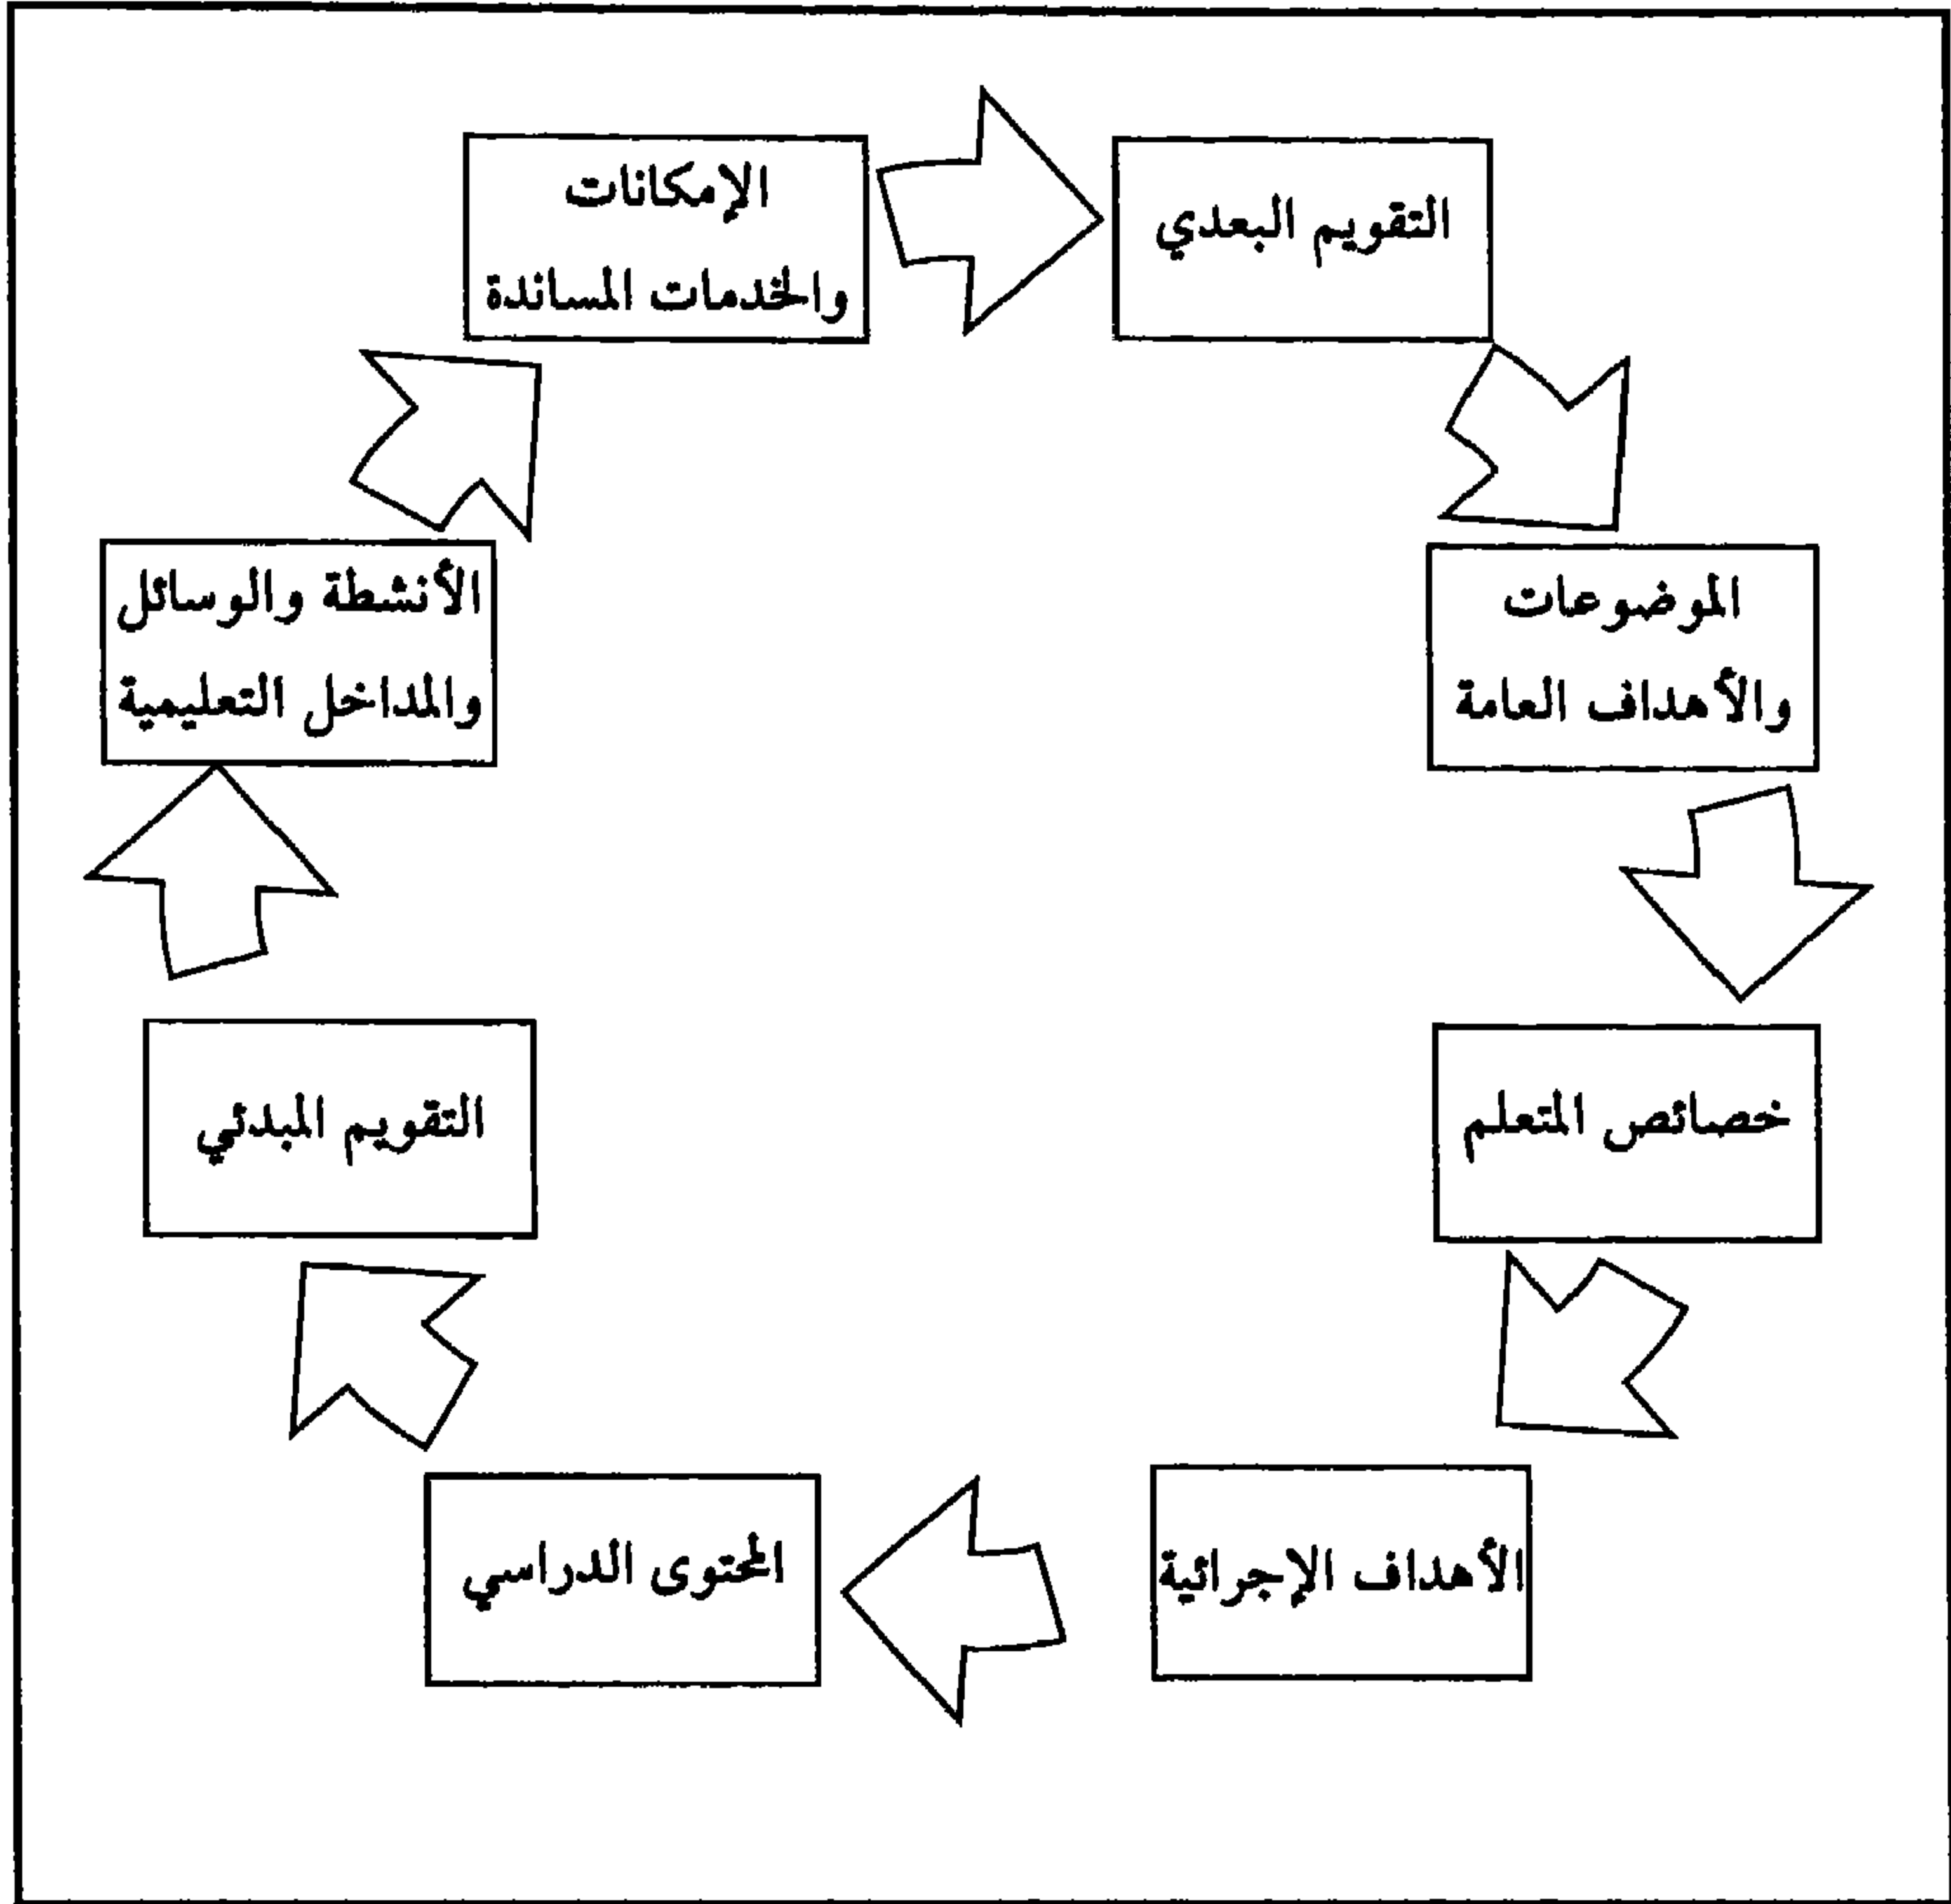 التقويم البعدي
الإمكانات
والخدمات المساندة
الموضوعات
والأهداف العامة
الأنشطة والوسائل
والمداخل التعليمية
خصائص المتعلم
التقويم المبدئي
الأهداف الإجرائية
المحتوى الدراسي